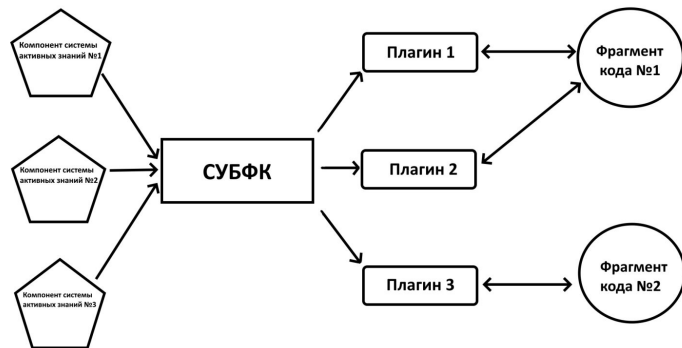 Компонент системы
активных знаний №1
Компонент системы
активных знаний №2
Компонент системы
активных знаний №3
СУБФК
Плагин 1
Плагин 2
Плагин 3
Фрагмент
кода №1
Фрагмент
кода №2